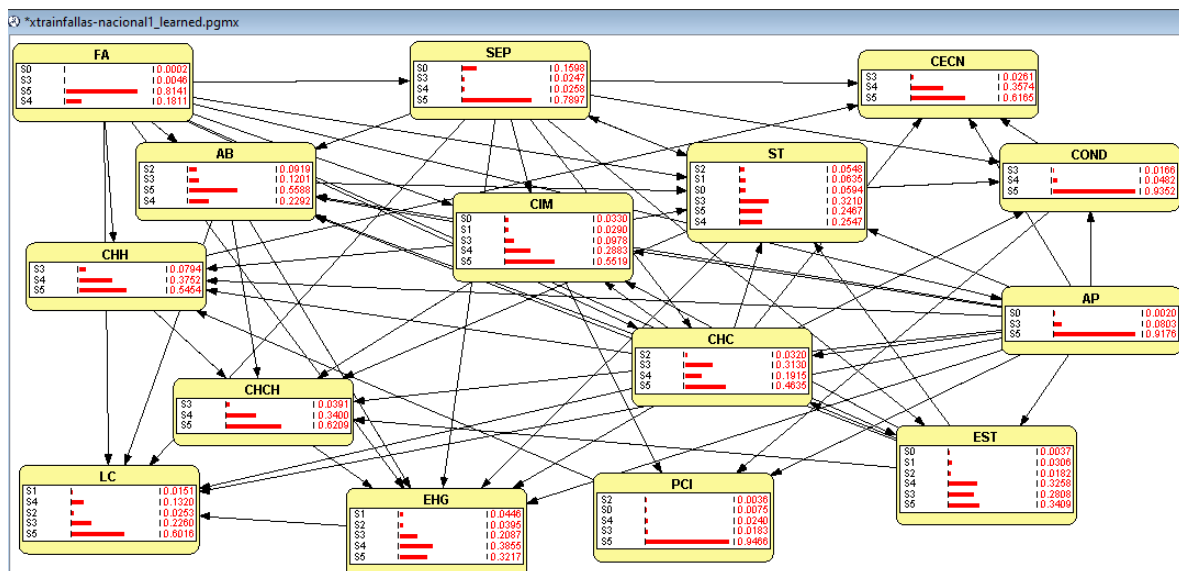 *xtrainfallas-nacional1_learned.pgmx
FA
S0 0.0002
S3 0.0046
S5 0.8141
S4 0.1811
SEP
S0 0.1598
S3 0.0247
S4 0.0258
S5 0.7897
CECN
S3 0.0261
S4 0.3574
S5 0.6165
AB
S2 0.0919
S3 0.1201
S5 0.5588
S4 0.2292
ST
S2 0.0548
S1 0.0635
S0 0.0594
S3 0.3210
S5 0.2467
S4 0.2547
COND
S3 0.0166
S4 0.0482
S5 0.9352
CIM
S0 0.0330
S1 0.0290
S3 0.0978
S4 0.2883
S5 0.5519
CHH
S3 0.0794
S4 0.3752
S5 0.5454
AP
S0 0.0020
S3 0.0803
S5 0.9176
CHC
S2 0.0320
S3 0.3130
S4 0.1915
S5 0.4635
CHCH
S3 0.0391
S4 0.3400
S5 0.6209
EST
S0 0.0037
S1 0.0306
S2 0.0182
S4 0.3258
S3 0.2808
S5 0.3409
LC
S1 0.0151
S4 0.1320
S2 0.0253
S3 0.2260
S5 0.6016
EHG
S1 0.0446
S2 0.0395
S3 0.2087
S4 0.3855
S5 0.3217
PCI
S2 0.0036
S0 0.0075
S4 0.0240
S3 0.0183
S5 0.9466